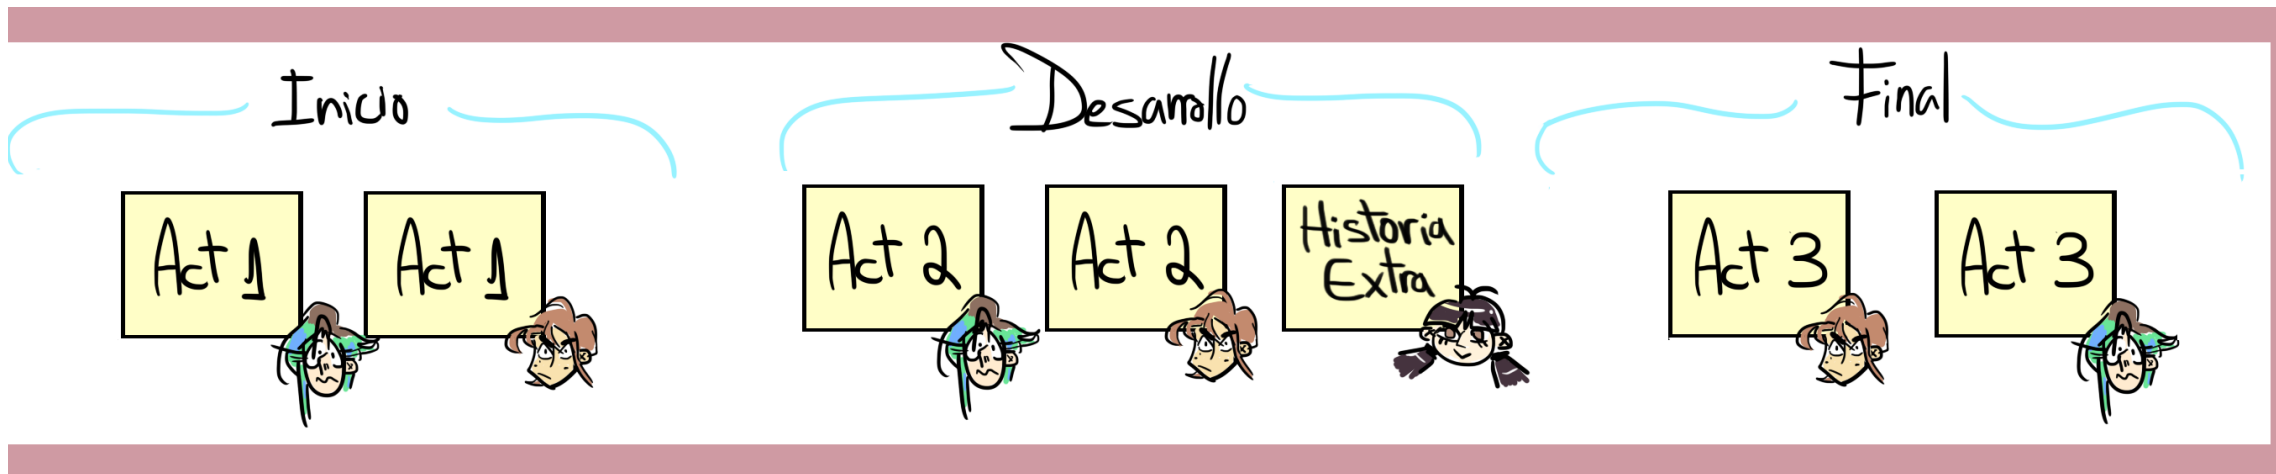 Inicio
Desarrollo
Final
Act 1
Act 1
Act 2
Act 2
Historia
Extra
Act 3
Act 3